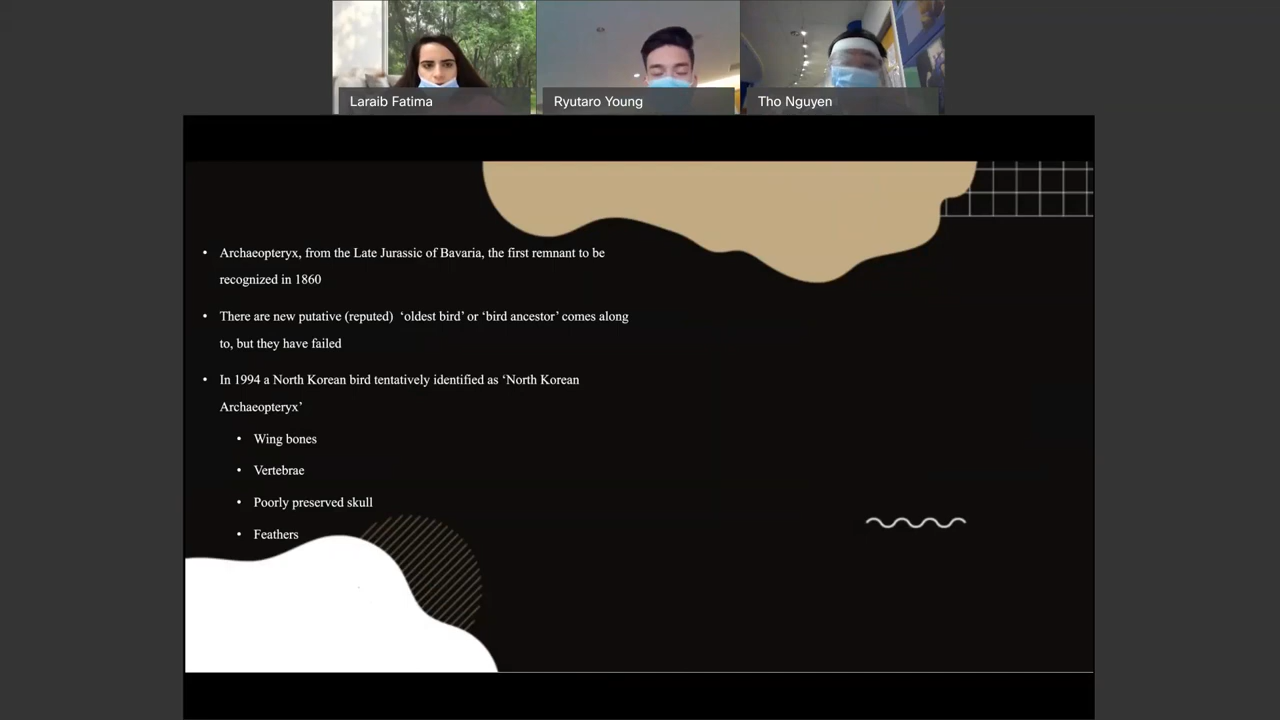 Laraib Fatima
Ryutaro Young
Tho Nguyen
• Archaeopteryx, from the Late Jurassic of Bavaria, the first remnant to be
recognized in 1860
• There are new putative (reputed)  ‘oldest bird’ or ‘bird ancestor’ comes along
to, but they have failed
• In 1994 a North Korean bird tentatively identified as ‘North Korean
Archaeopteryx’
• Wing bones
• Vertebrae
• Poorly preserved skull
• Feathers